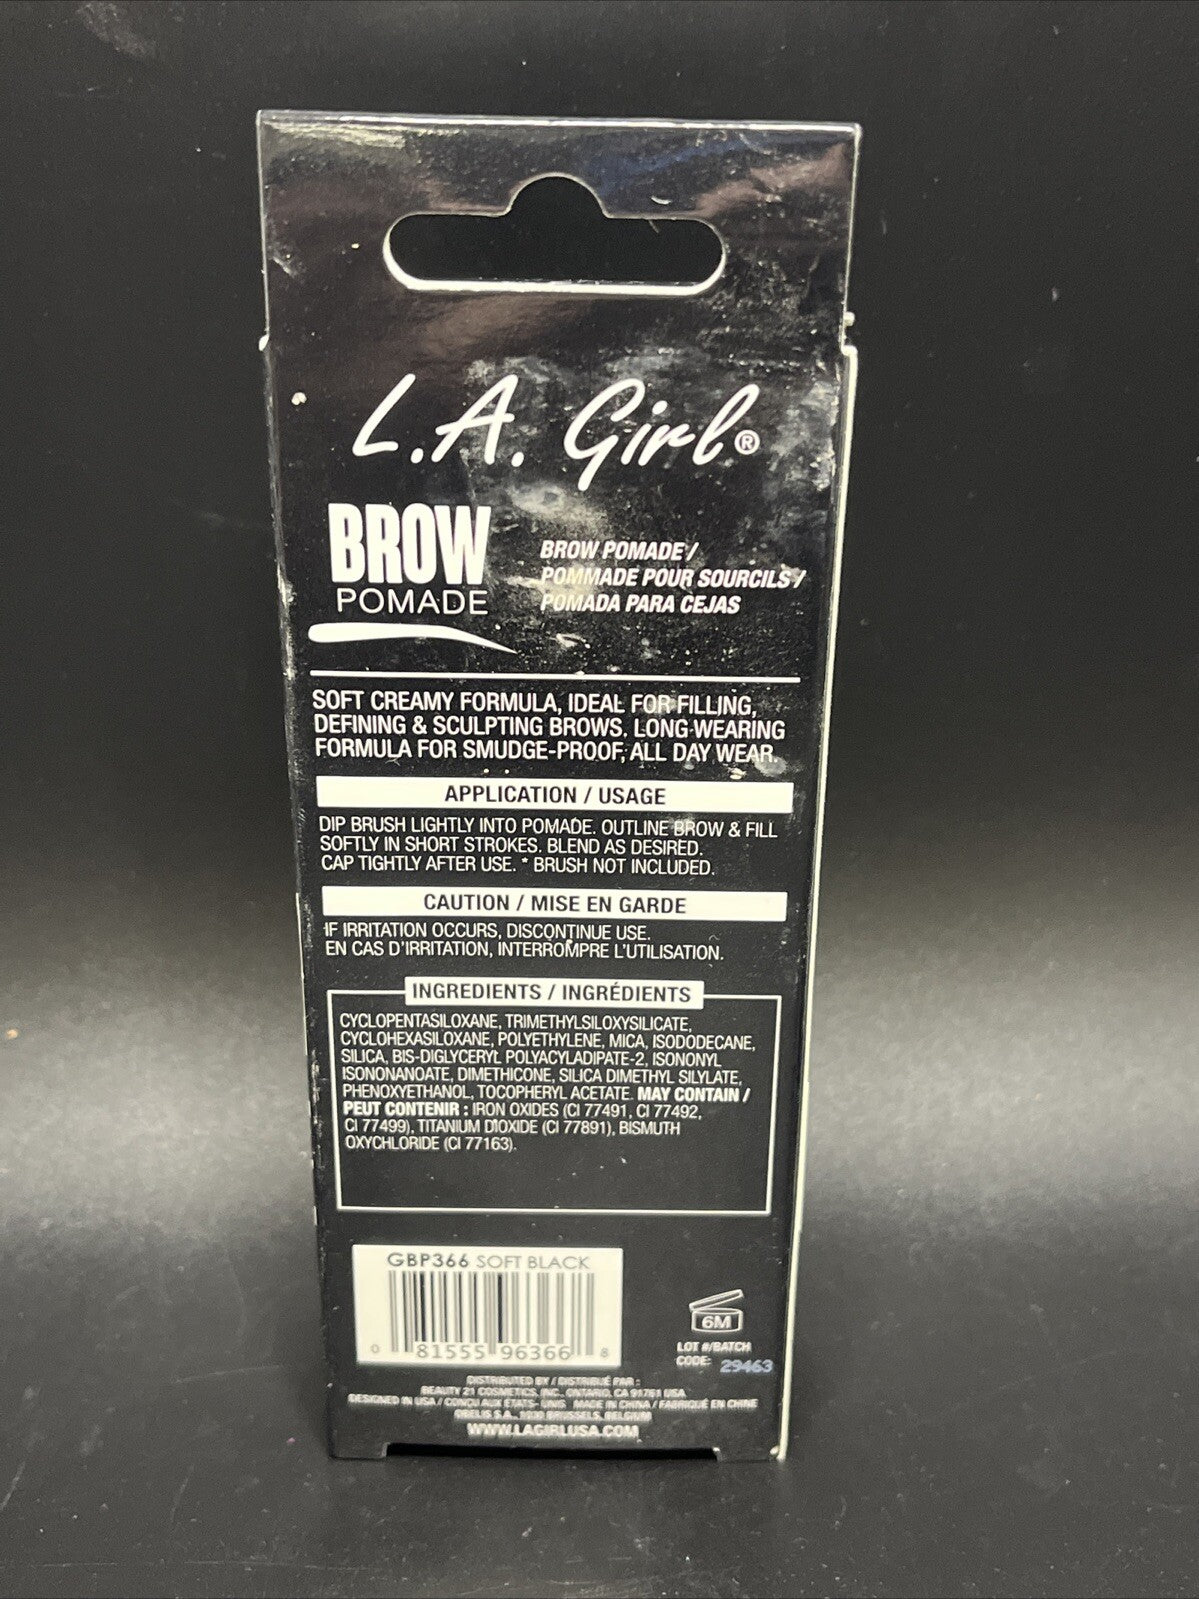 L.A. Girl®
BROW
POMADE
BROW POMADE /
POMMADE POUR SOURCILS /
POMADA PARA CEJAS
SOFT CREAMY FORMULA, IDEAL FOR FILLING,
DEFINING & SCULPTING BROWS. LONG-WEARING
FORMULA FOR SMUDGE-PROOF, ALL DAY WEAR.
APPLICATION / USAGE
DIP BRUSH LIGHTLY INTO POMADE. OUTLINE BROW & FILL
SOFTLY IN SHORT STROKES. BLEND AS DESIRED.
CAP TIGHTLY AFTER USE. * BRUSH NOT INCLUDED.
CAUTION / MISE EN GARDE
IF IRRITATION OCCURS, DISCONTINUE USE.
EN CAS D'IRRITATION, INTERROMPRE L'UTILISATION.
INGREDIENTS / INGRÉDIENTS
CYCLOPENTASILOXANE, TRIMETHYLSILOXYSILICATE,
CYCLOHEXASILOXANE, POLYETHYLENE, MICA, ISODODECANE,
SILICA, BIS-DIGLYCERYL POLYACYLADIPATE-2, ISONONYL
ISONONANOATE, DIMETHICONE, SILICA DIMETHYL SILYLATE,
PHENOXYETHANOL, TOCOPHERYL ACETATE. MAY CONTAIN /
PEUT CONTENIR : IRON OXIDES (CI 77491, CI 77492,
CI 77499), TITANIUM DIOXIDE (CI 77891), BISMUTH
OXYCHLORIDE (CI 77163).
GBP366 SOFT BLACK
0 81555 96366 8
6M
LOT #/BATCH
CODE: 29463
DISTRIBUTED BY / DISTRIBUÉ PAR :
BEAUTY 21 COSMETICS, INC., ONTARIO, CA 91761 USA
DESIGNED IN USA / CONÇU AUX ÉTATS-UNIS MADE IN CHINA / FABRIQUÉ EN CHINE
OBELIS S.A., 1030 BRUSSELS, BELGIUM
WWW.LAGIRLUSA.COM